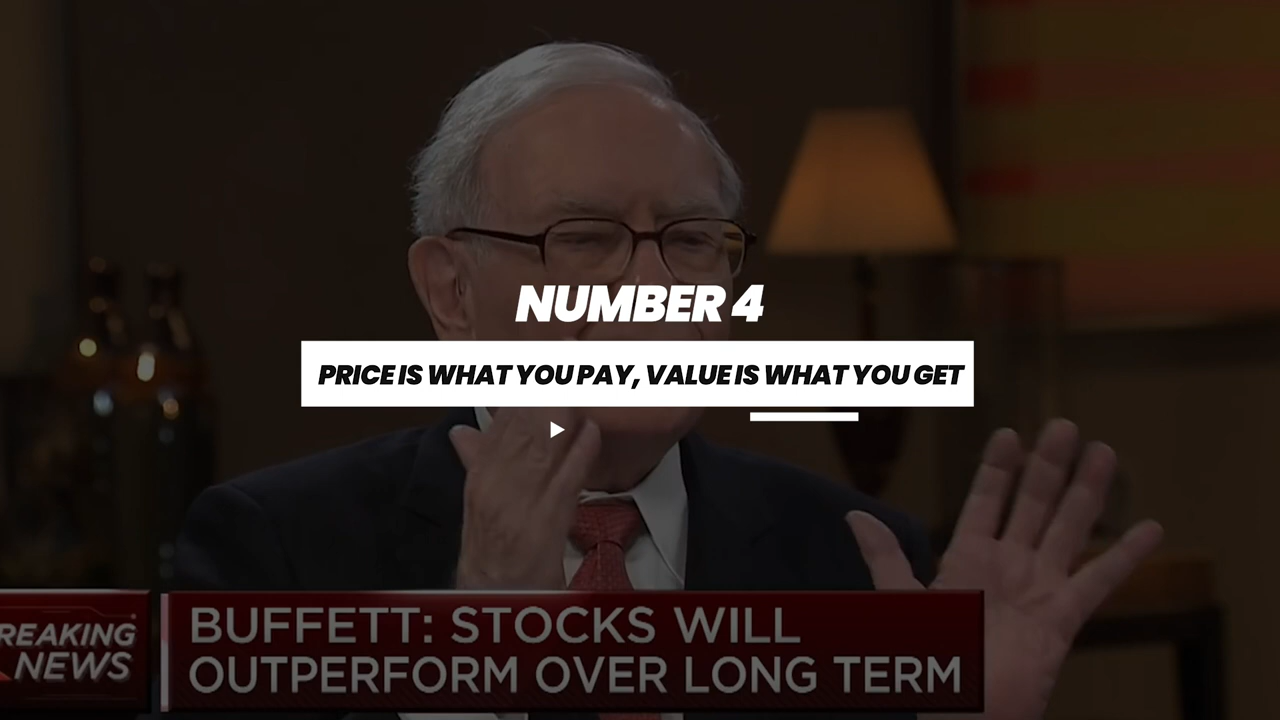 NUMBER 4
PRICE IS WHAT YOU PAY, VALUE IS WHAT YOU GET
REAKING
NEWS
BUFFETT: STOCKS WILL
OUTPERFORM OVER LONG TERM